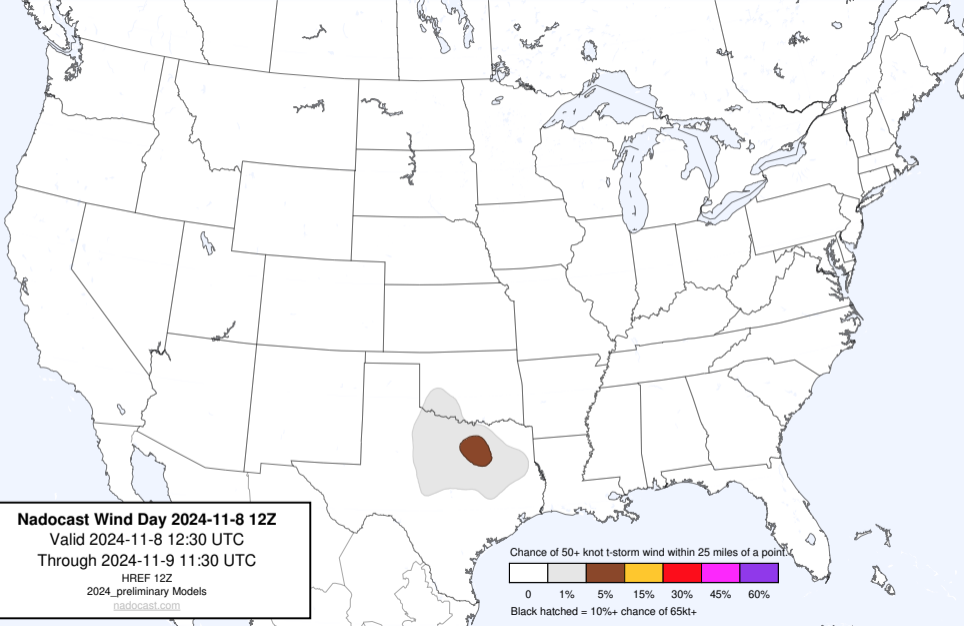 Nadocast Wind Day 2024-11-8 12Z
Valid 2024-11-8 12:30 UTC
Through 2024-11-9 11:30 UTC
HREF 12Z
2024_preliminary Models
nadocast.com
Chance of 50+ knot t-storm wind within 25 miles of a point.
0 1% 5% 15% 30% 45% 60%
Black hatched = 10%+ chance of 65kt+